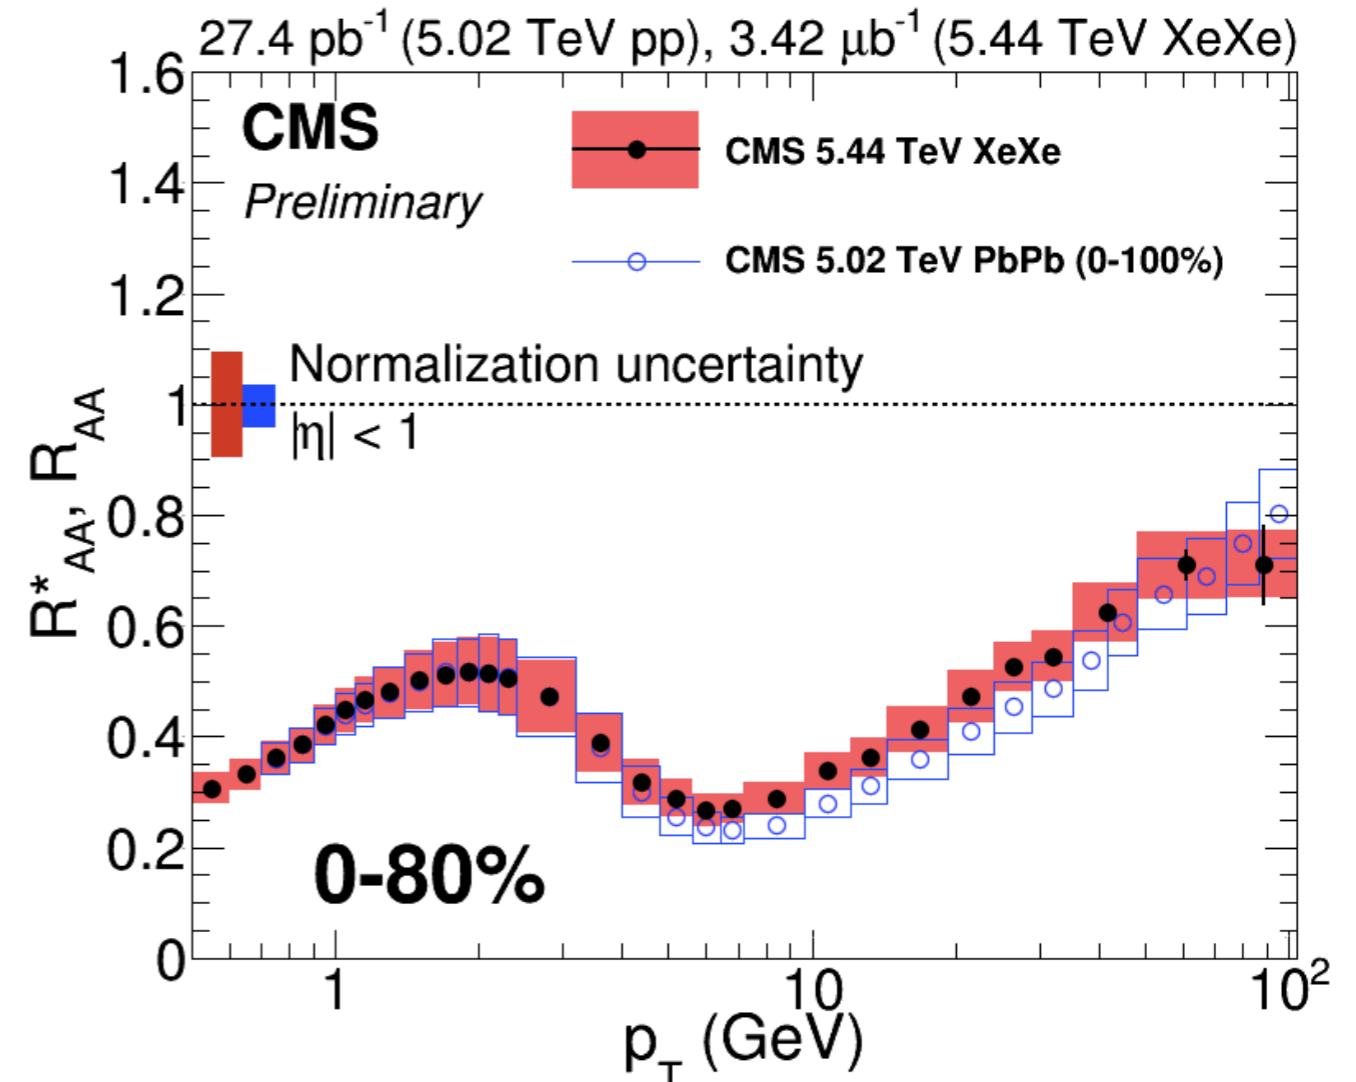 27.4 pb⁻¹ (5.02 TeV pp), 3.42 μb⁻¹ (5.44 TeV XeXe)
CMS
Preliminary
CMS 5.44 TeV XeXe
CMS 5.02 TeV PbPb (0-100%)
Normalization uncertainty
|η| < 1
0-80%
R*AA, RAA
1.6
1.4
1.2
1
0.8
0.6
0.4
0.2
0
1
10
10²
pT (GeV)